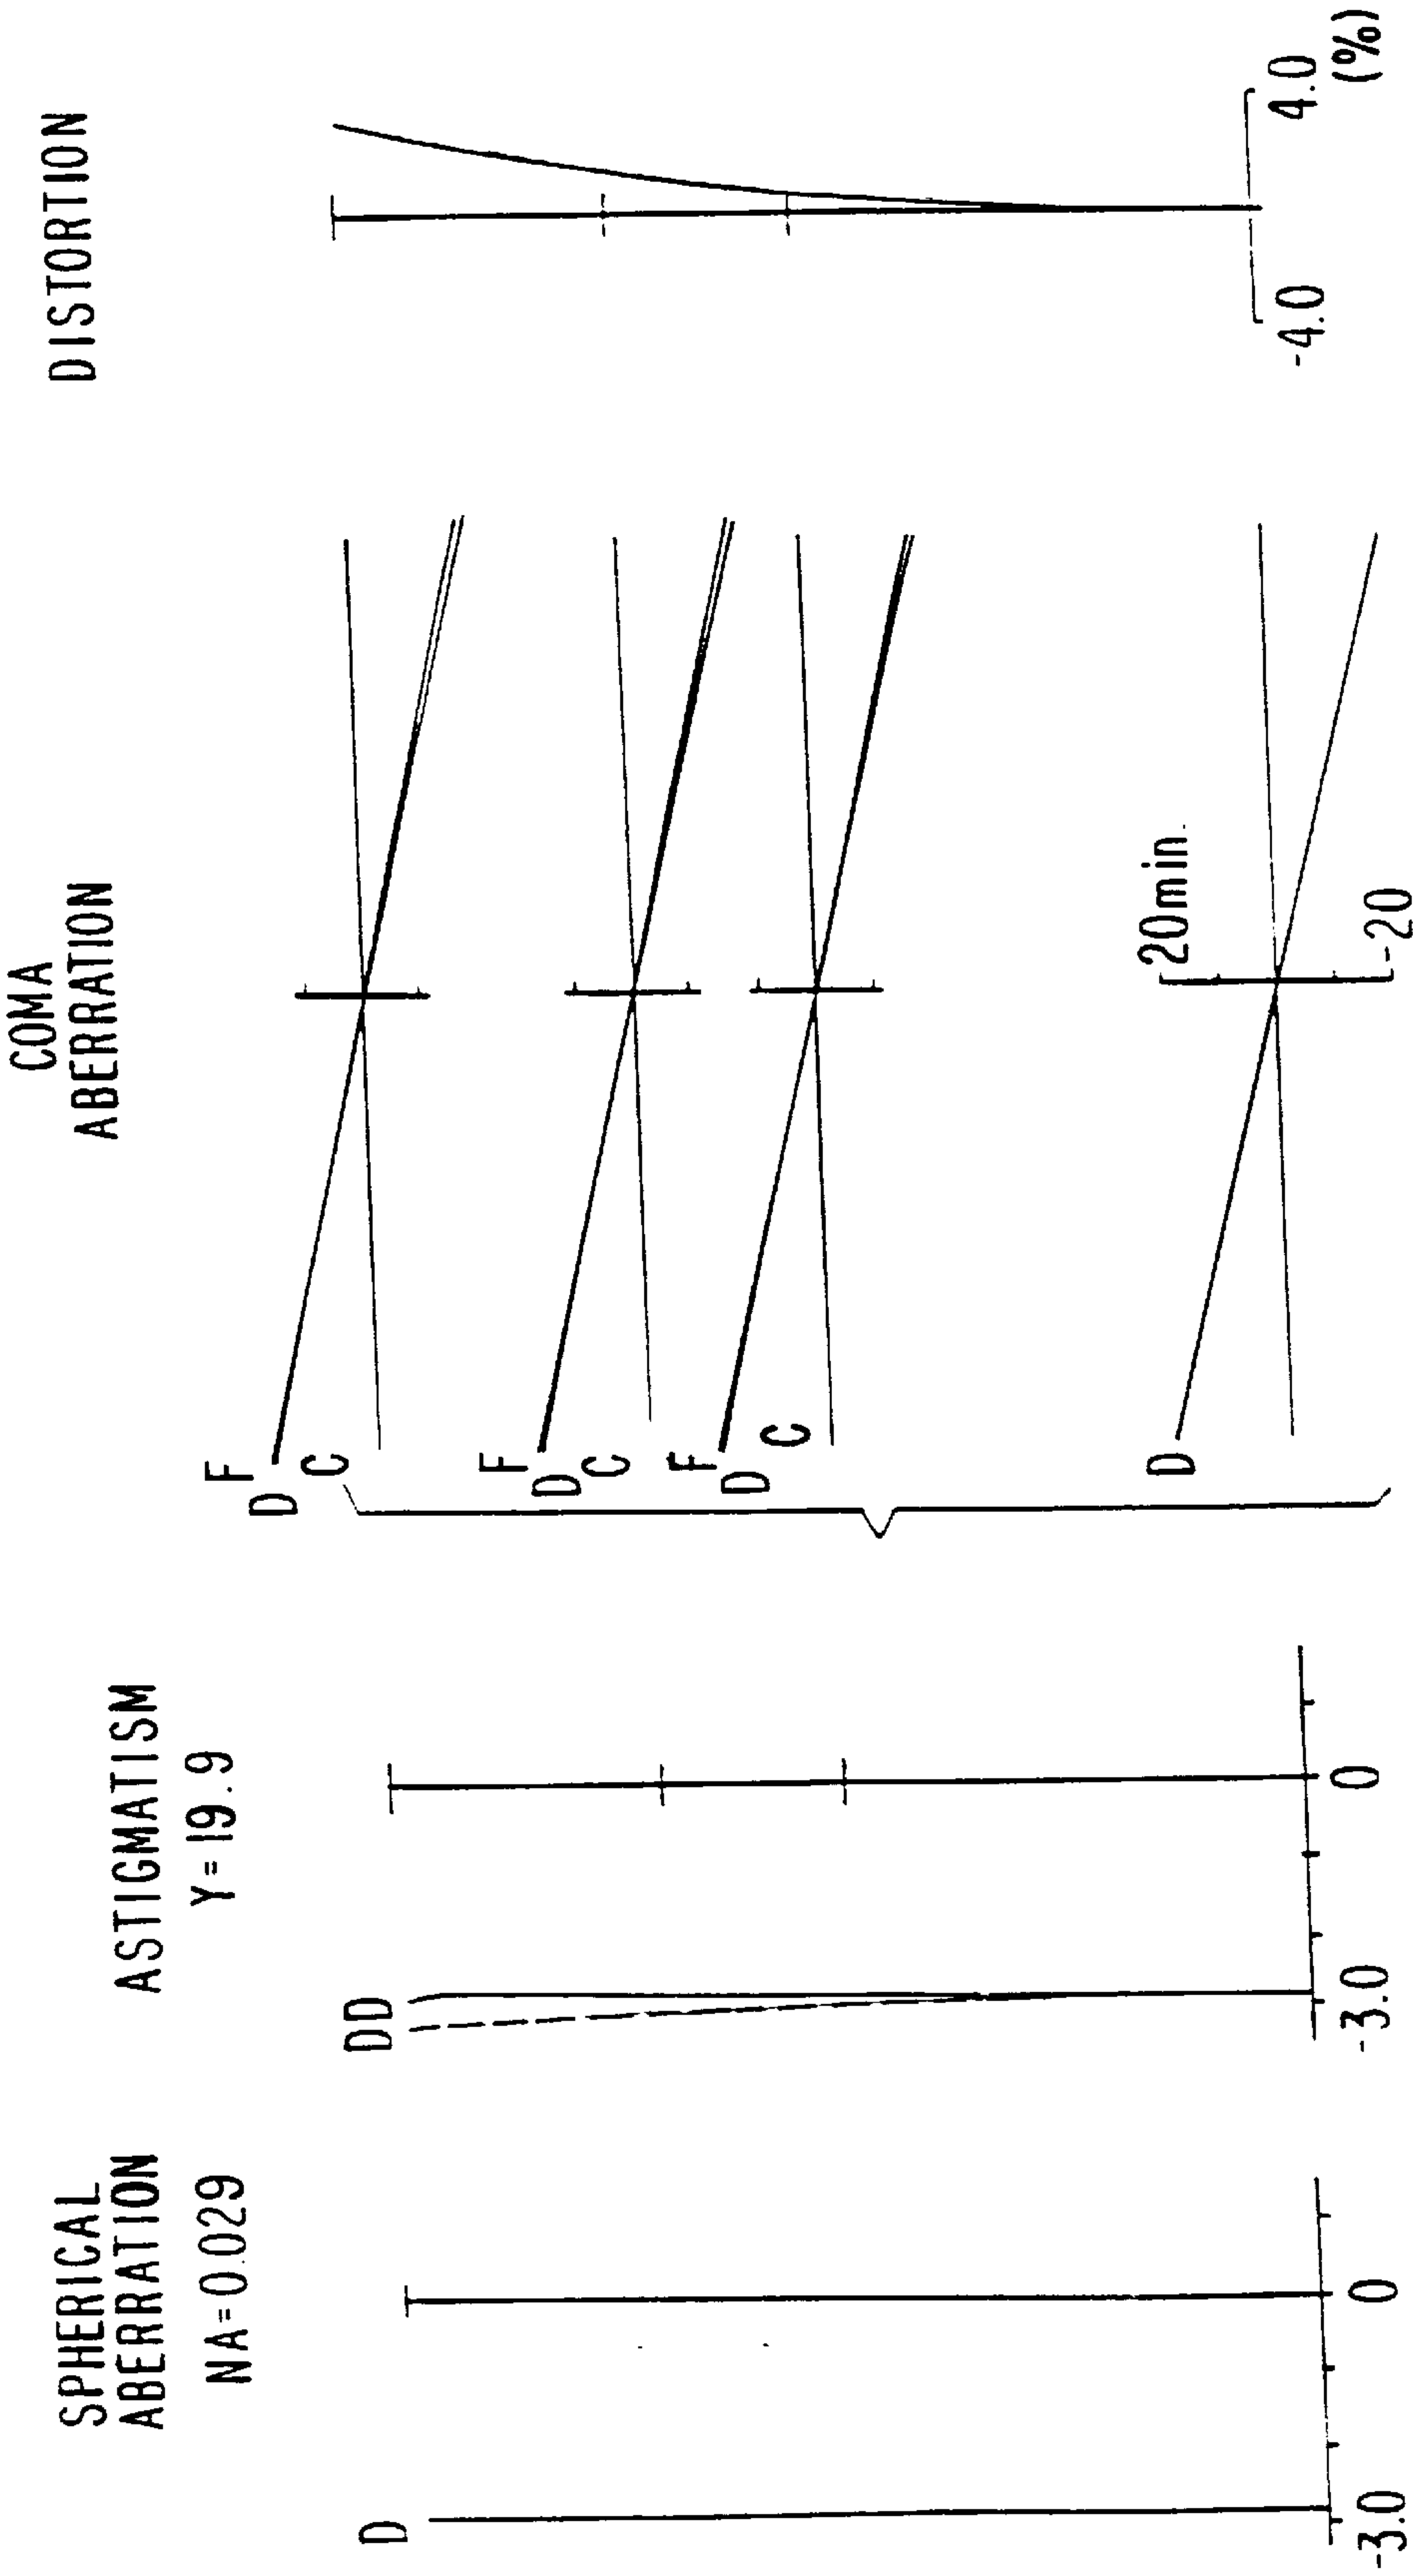 SPHERICAL
ABERRATION
NA=0.029
D
-3.0
0
ASTIGMATISM
Y=19.9
DD
-3.0
0
COMA
ABERRATION
F
D
C
F
D
C
F
D
C
D
20min.
-20
DISTORTION
-4.0
4.0
(%)